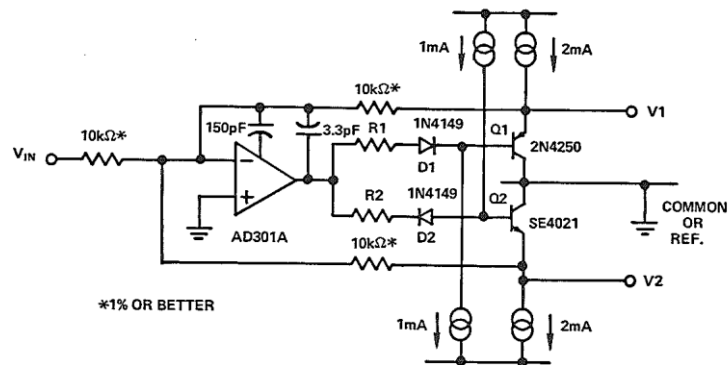 1mA
2mA
10kΩ*
V1
10kΩ*
150pF
3.3pF
R1
1N4149
Q1
2N4250
VIN
D1
−
+
R2
1N4149
Q2
COMMON
OR
REF.
SE4021
AD301A
D2
10kΩ*
V2
*1% OR BETTER
1mA
2mA